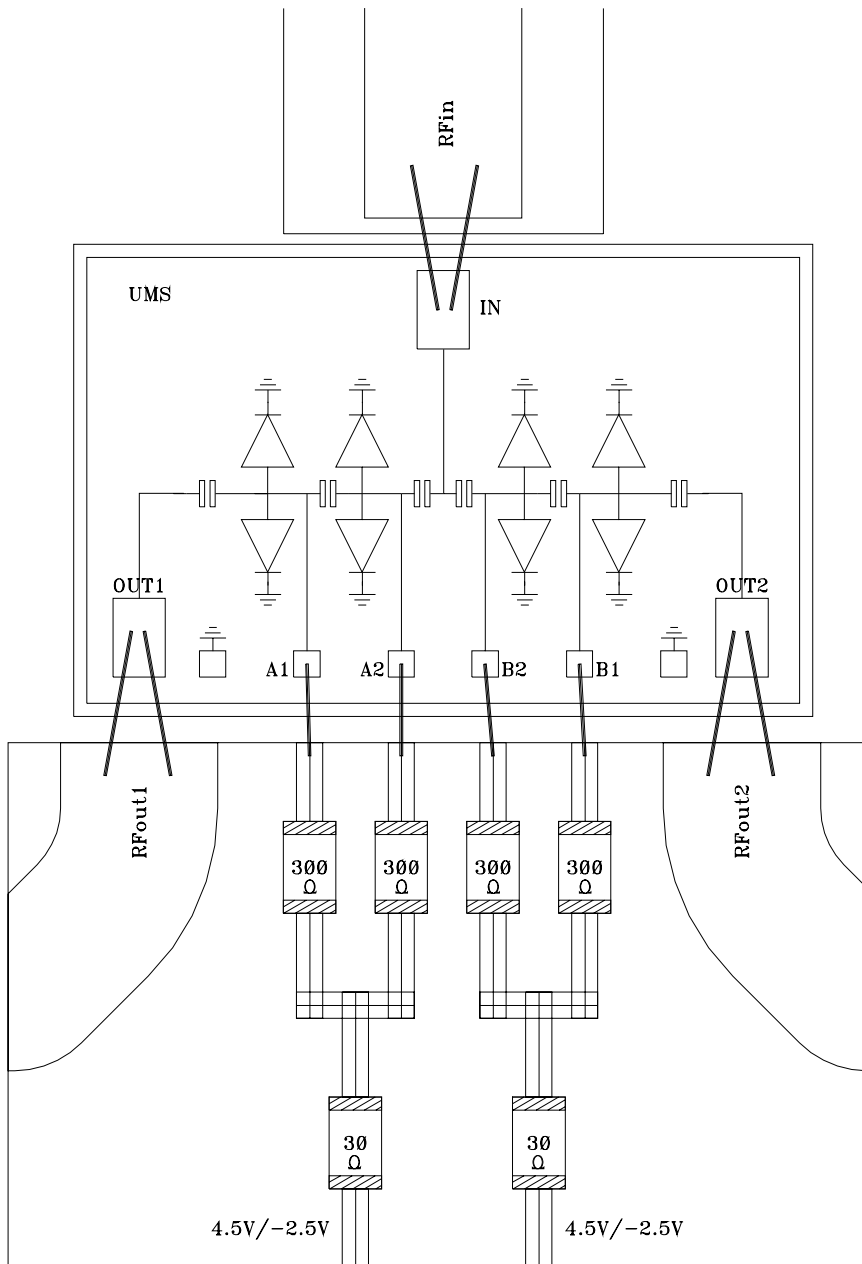 RFin
UMS
IN
OUT1
OUT2
A1
A2
B2
B1
RFout1
RFout2
300
Ω
300
Ω
300
Ω
300
Ω
30
Ω
30
Ω
4.5V/-2.5V
4.5V/-2.5V